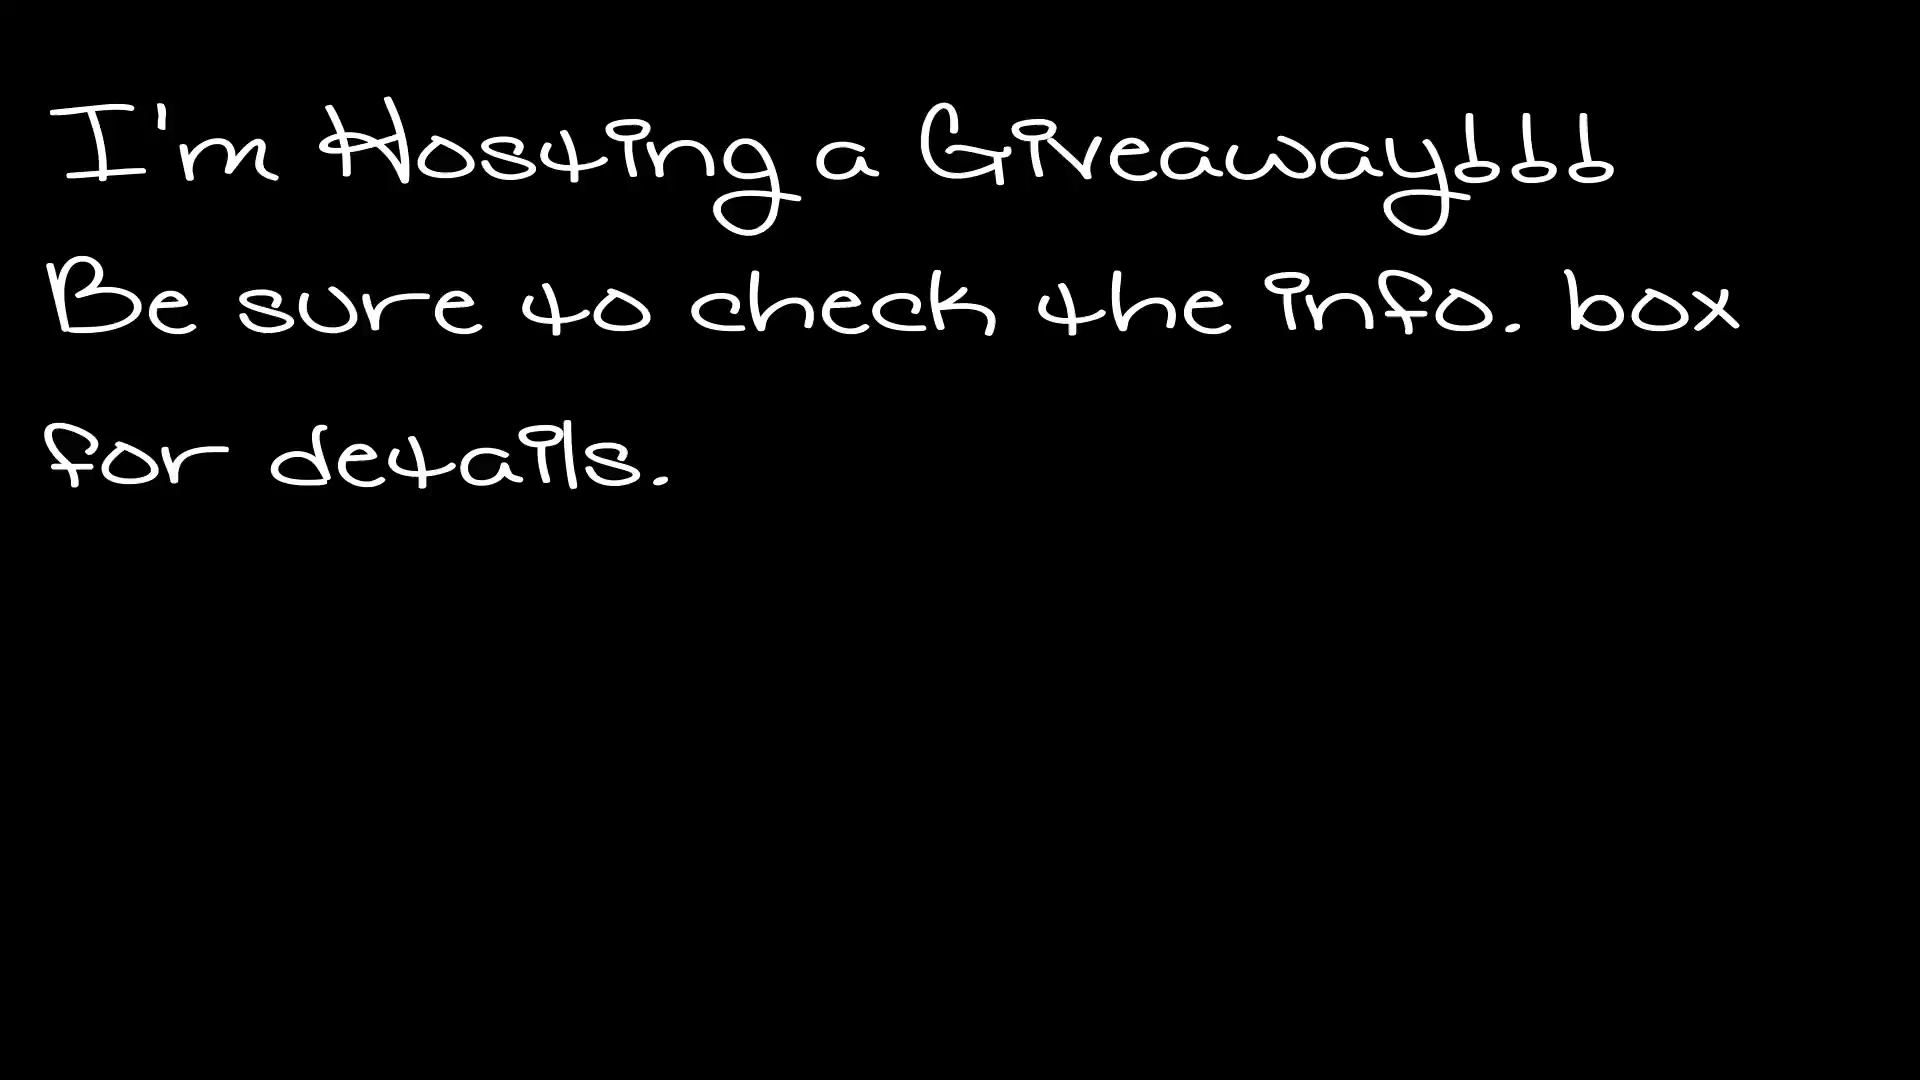 I'm Hosting a Giveaway!!!
Be sure to check the info. box
for details.